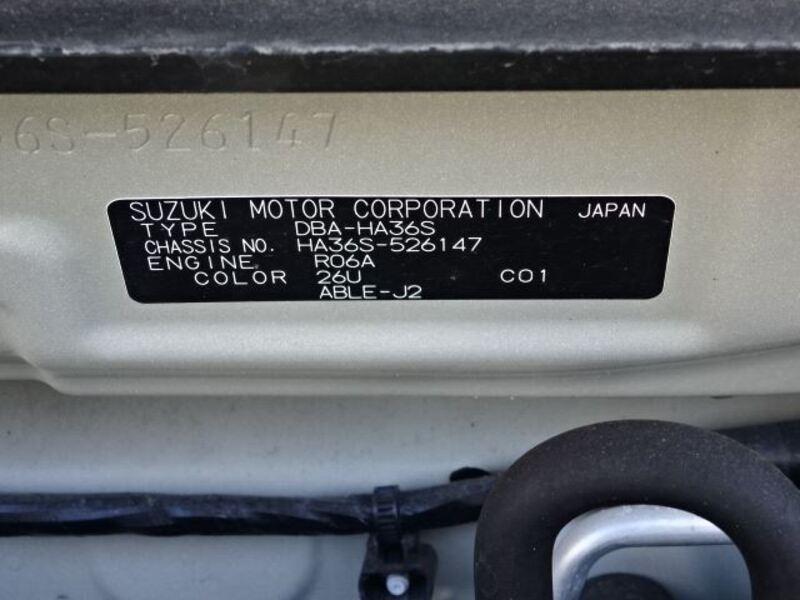 36S-526147
SUZUKI MOTOR CORPORATION JAPAN
TYPE DBA-HA36S
CHASSIS NO. HA36S-526147
ENGINE R06A
COLOR 26U C01
ABLE-J2